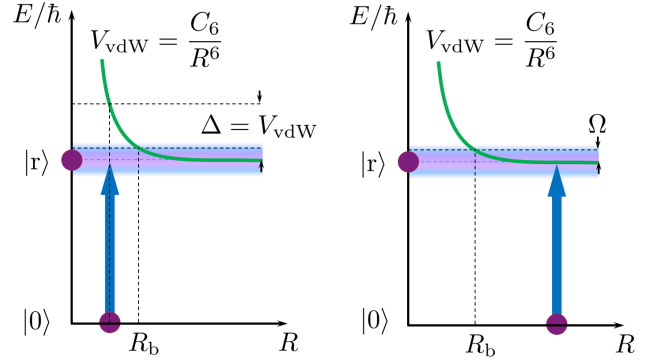 E/ℏ
V_vdW = C_6/R^6
Δ = V_vdW
|r⟩
|0⟩
R_b
R
E/ℏ
V_vdW = C_6/R^6
Ω
|r⟩
|0⟩
R_b
R